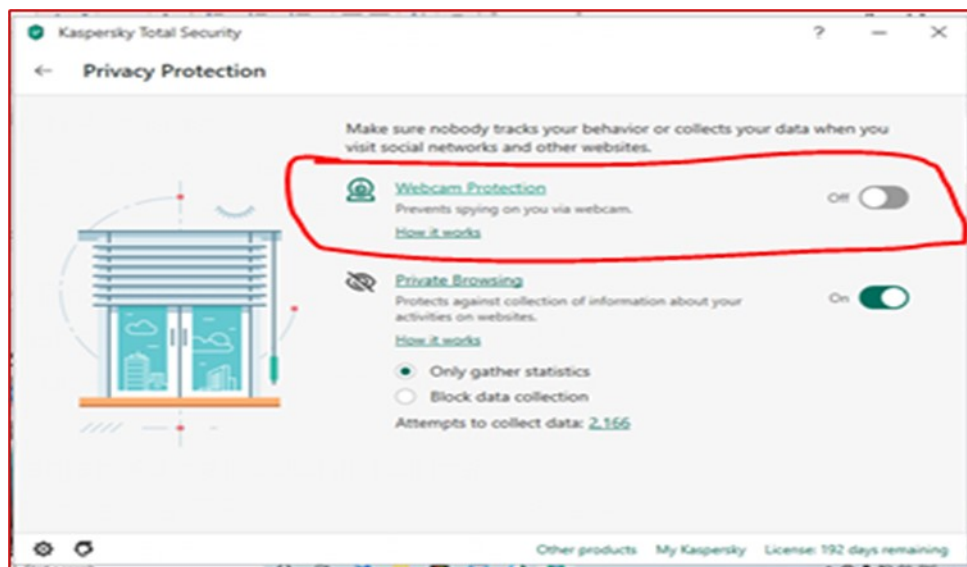 Kaspersky Total Security
Privacy Protection
Make sure nobody tracks your behavior or collects your data when you
visit social networks and other websites.
Webcam Protection
Off
Prevents spying on you via webcam.
How it works
Private Browsing
On
Protects against collection of information about your
activities on websites.
How it works
Only gather statistics
Block data collection
Attempts to collect data: 2,166
Other products My Kaspersky License: 192 days remaining